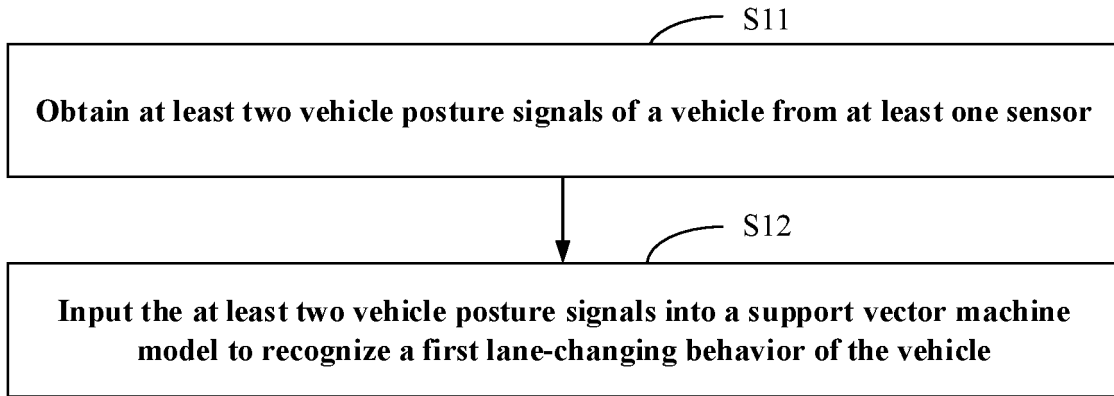 S11
Obtain at least two vehicle posture signals of a vehicle from at least one sensor
S12
Input the at least two vehicle posture signals into a support vector machine
model to recognize a first lane-changing behavior of the vehicle